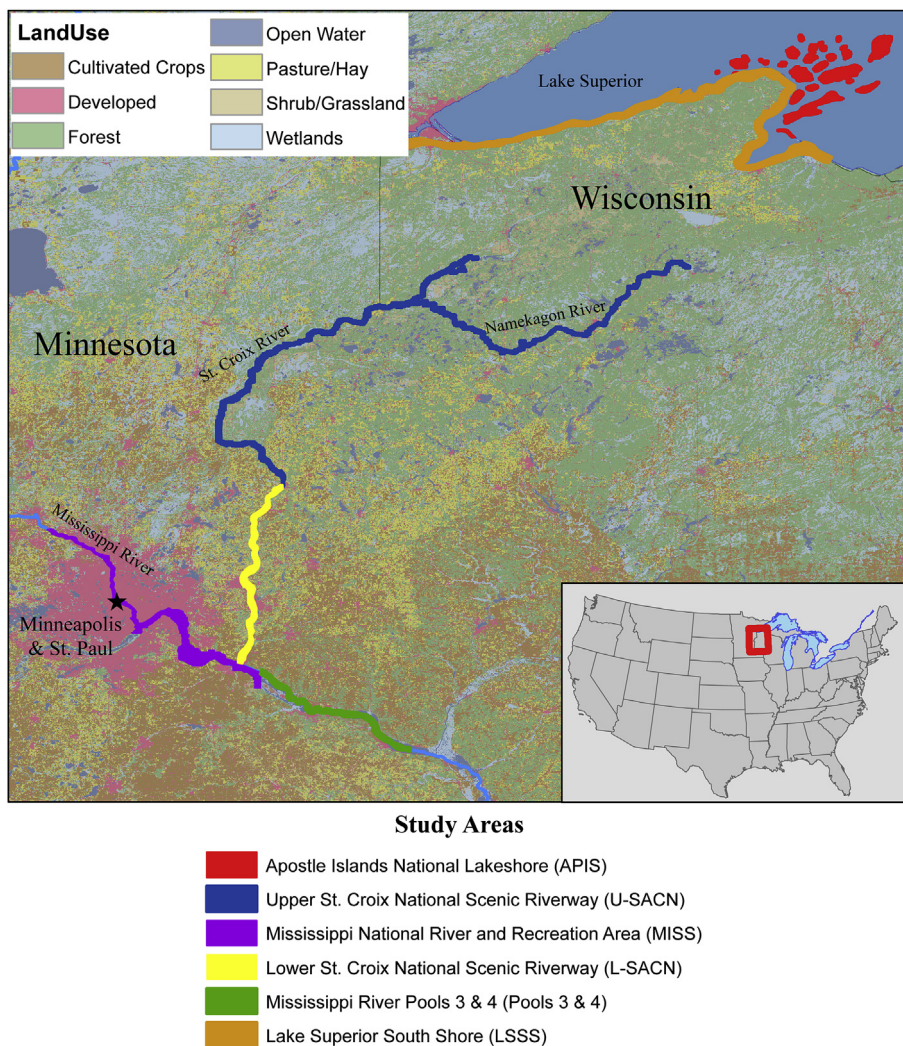 LandUse
Cultivated Crops
Developed
Forest
Open Water
Pasture/Hay
Shrub/Grassland
Wetlands
Lake Superior
Wisconsin
Minnesota
St. Croix River
Namekagon River
Mississippi River
Minneapolis
& St. Paul
Study Areas
Apostle Islands National Lakeshore (APIS)
Upper St. Croix National Scenic Riverway (U-SACN)
Mississippi National River and Recreation Area (MISS)
Lower St. Croix National Scenic Riverway (L-SACN)
Mississippi River Pools 3 & 4 (Pools 3 & 4)
Lake Superior South Shore (LSSS)